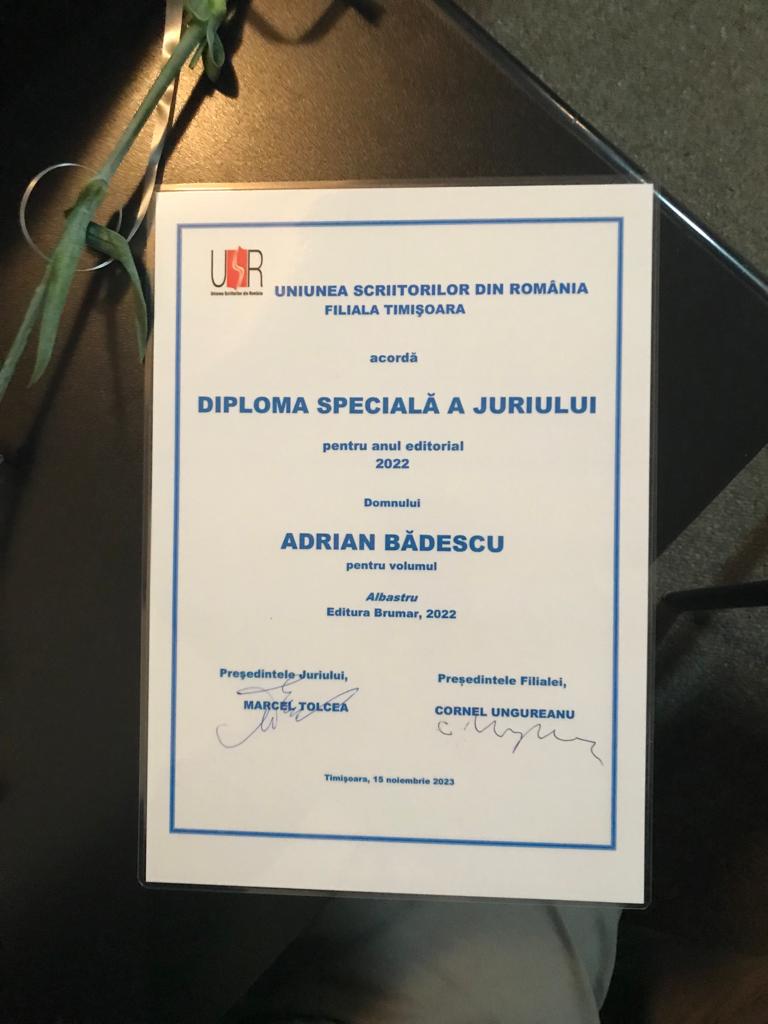 USR
Uniunea Scriitorilor din România
UNIUNEA SCRIITORILOR DIN ROMÂNIA
FILIALA TIMIŞOARA
acordă
DIPLOMA SPECIALĂ A JURIULUI
pentru anul editorial
2022
Domnului
ADRIAN BĂDESCU
pentru volumul
Albastru
Editura Brumar, 2022
Preşedintele Juriului,
MARCEL TOLCEA
Președintele Filialei,
CORNEL UNGUREANU
Timişoara, 15 noiembrie 2023